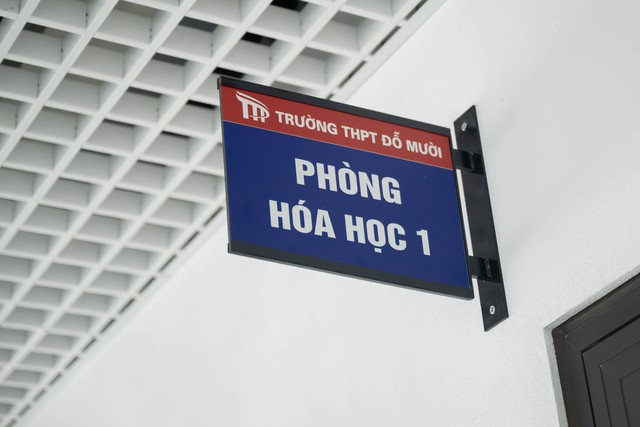 TRƯỜNG THPT ĐỖ MƯỜI
PHÒNG
HÓA HỌC 1